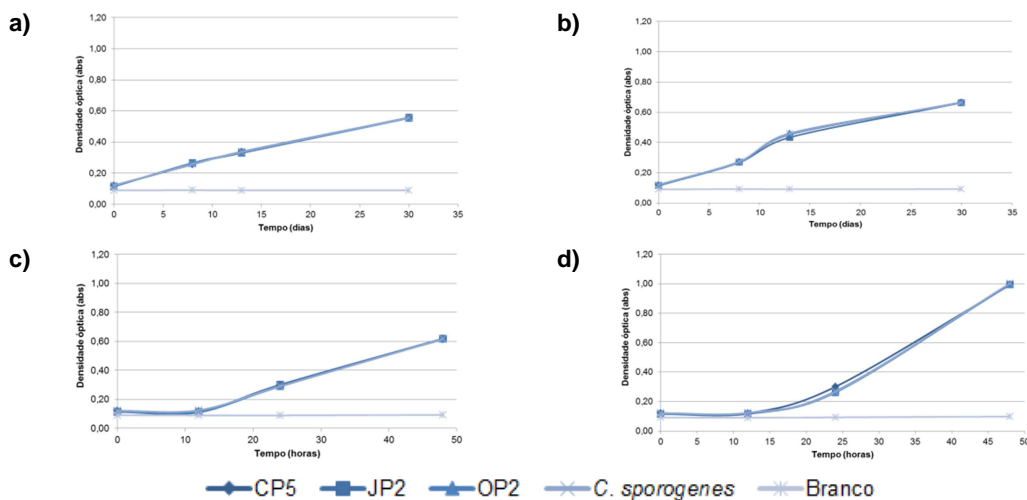 a)
1,20
1,00
0,80
0,60
0,40
0,20
0,00
Densidade óptica (abs)
0 5 10 15 20 25 30 35
Tempo (dias)
b)
1,20
1,00
0,80
0,60
0,40
0,20
0,00
Densidade óptica (abs)
0 5 10 15 20 25 30 35
Tempo (dias)
c)
1,20
1,00
0,80
0,60
0,40
0,20
0,00
Densidade óptica (abs)
0 10 20 30 40 50
Tempo (horas)
d)
1,20
1,00
0,80
0,60
0,40
0,20
0,00
Densidade óptica (abs)
0 5 10 15 20 25 30 35 40 45 50
Tempo (horas)
CP5 JP2 OP2 C. sporogenes Branco